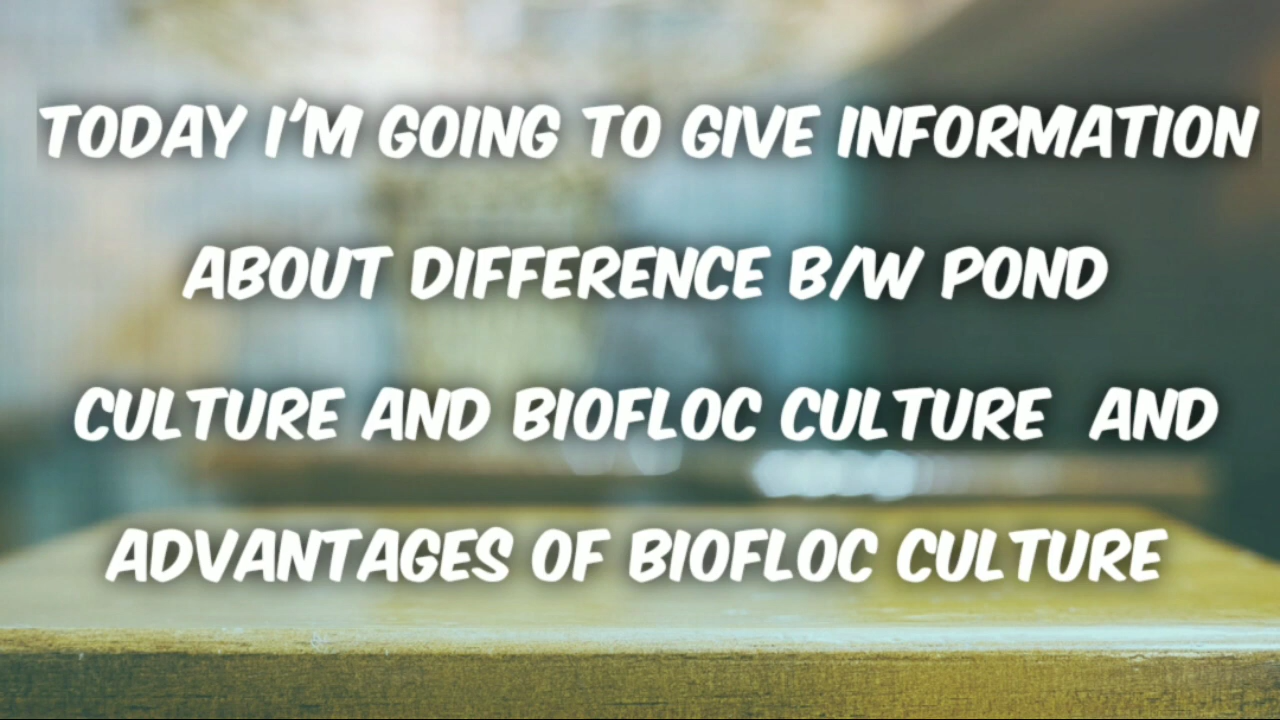 TODAY I'M GOING TO GIVE INFORMATION
ABOUT DIFFERENCE B/W POND
CULTURE AND BIOFLOC CULTURE AND
ADVANTAGES OF BIOFLOC CULTURE